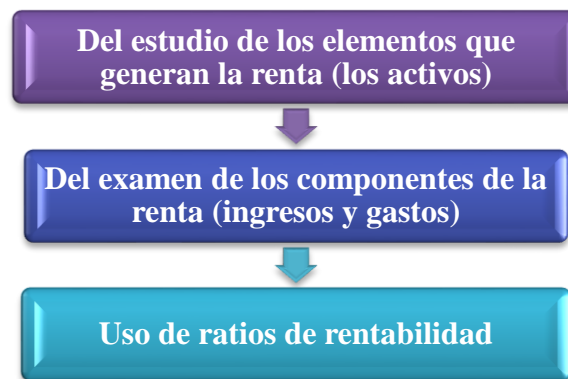 Del estudio de los elementos que
generan la renta (los activos)
Del examen de los componentes de la
renta (ingresos y gastos)
Uso de ratios de rentabilidad